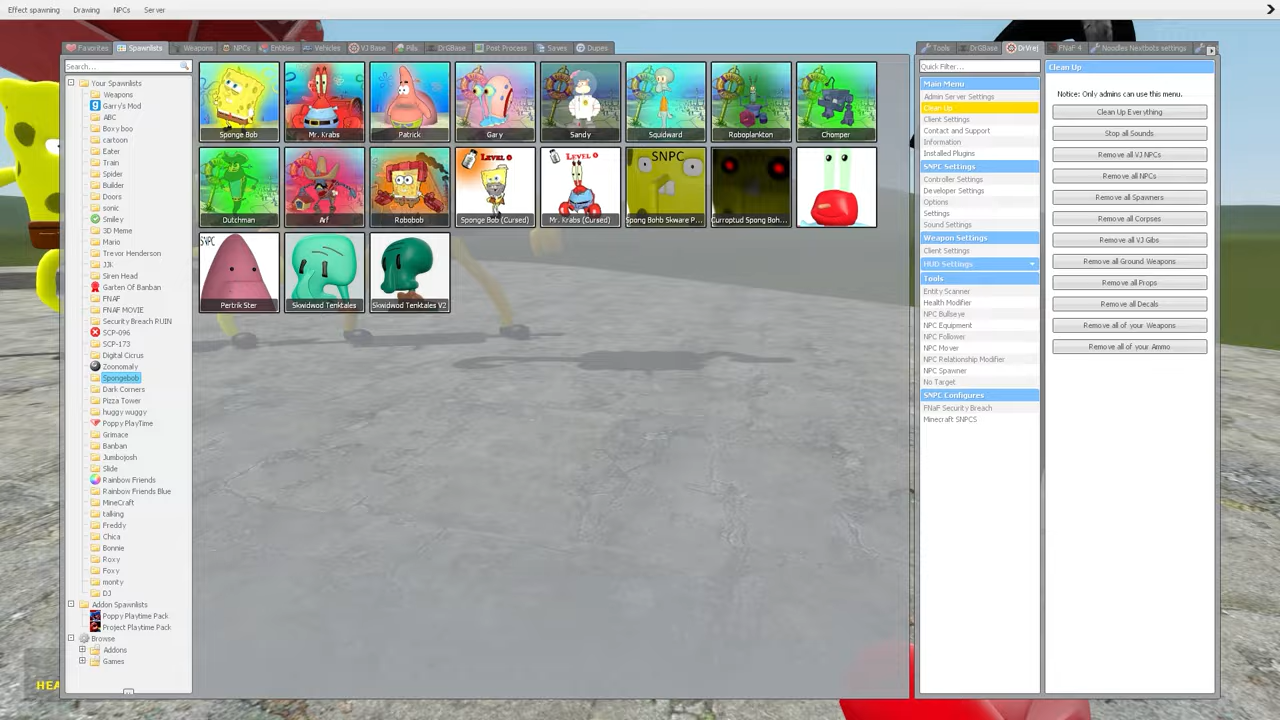 Effect spawning Drawing NPCs Server
Favorites Spawnlists Weapons NPCs Entities Vehicles VJ Base Pills DrGBase Post Process Saves Dupes
Tools DrGBase DrVrej FNaF 4 Noodles Nextbots settings
Search...
Your Spawnlists
Weapons
Garry's Mod
ABC
Boxy boo
cartoon
Eater
Train
Spider
Builder
Doors
sonic
Smiley
3D Meme
Mario
Trevor Henderson
JJk
Siren Head
Garten Of Banban
FNAF
FNAF MOVIE
Security Breach RUIN
SCP-096
SCP-173
Digital Cicrus
Zoonomaly
Spongebob
Dark Corners
Pizza Tower
huggy wuggy
Poppy PlayTime
Grimace
Banban
Jumbojosh
Slide
Rainbow Friends
Rainbow Friends Blue
MineCraft
talking
Freddy
Chica
Bonnie
Roxy
Foxy
monty
DJ
Addon Spawnlists
Poppy Playtime Pack
Project Playtime Pack
Browse
Addons
Games
Sponge Bob
Mr. Krabs
Patrick
Gary
Sandy
Squidward
Roboplankton
Chomper
Dutchman
Arf
Robobob
LEVEL
Sponge Bob (Cursed)
LEVEL
Mr. Krabs (Cursed)
SNPC
Spong Bohb Skware P...
Curroptud Spong Boh...
SNPC
Pertrik Ster
Skwidwod Tenktales
Skwidwod Tenktales V2
Quick Filter...
Main Menu
Admin Server Settings
Clean Up
Client Settings
Contact and Support
Information
Installed Plugins
SNPC Settings
Controller Settings
Developer Settings
Options
Settings
Sound Settings
Weapon Settings
Client Settings
HUD Settings
Tools
Entity Scanner
Health Modifier
NPC Bullseye
NPC Equipment
NPC Follower
NPC Mover
NPC Relationship Modifier
NPC Spawner
No Target
SNPC Configures
FNaF Security Breach
Minecraft SNPCS
Clean Up
Notice: Only admins can use this menu.
Clean Up Everything
Stop all Sounds
Remove all VJ NPCs
Remove all NPCs
Remove all Spawners
Remove all Corpses
Remove all VJ Gibs
Remove all Ground Weapons
Remove all Props
Remove all Decals
Remove all of your Weapons
Remove all of your Ammo